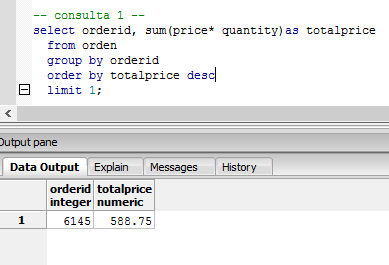 -- consulta 1 --
select orderid, sum(price* quantity)as totalprice
from orden
group by orderid
order by totalprice desc
limit 1;
Output pane
Data Output Explain Messages History
orderid totalprice
integer numeric
1 6145 588.75